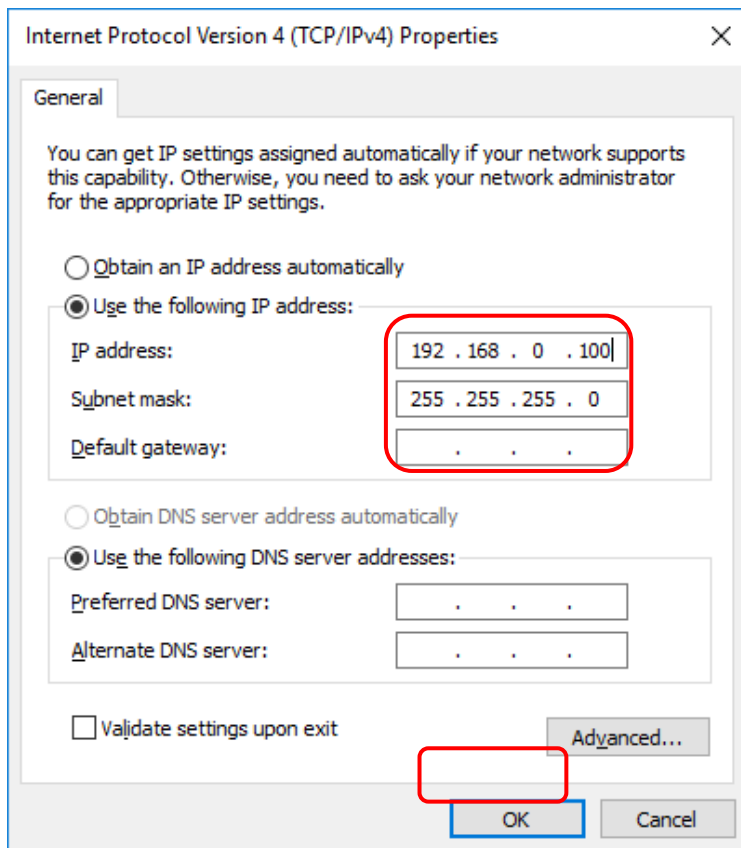 Internet Protocol Version 4 (TCP/IPv4) Properties
General
You can get IP settings assigned automatically if your network supports
this capability. Otherwise, you need to ask your network administrator
for the appropriate IP settings.
Obtain an IP address automatically
Use the following IP address:
IP address: 192 . 168 . 0 . 100
Subnet mask: 255 . 255 . 255 . 0
Default gateway: . . .
Obtain DNS server address automatically
Use the following DNS server addresses:
Preferred DNS server: . . .
Alternate DNS server: . . .
Validate settings upon exit
Advanced...
OK Cancel